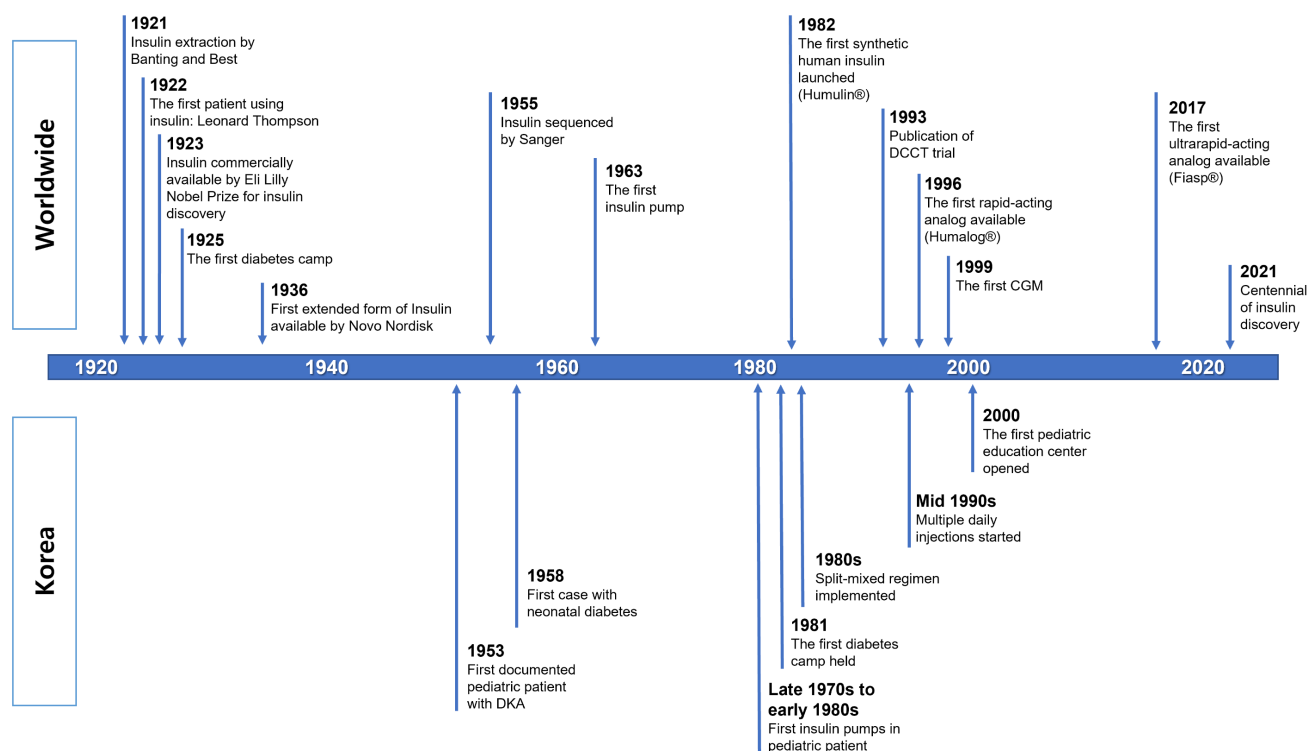 Worldwide
1921
Insulin extraction by
Banting and Best
1922
The first patient using
insulin: Leonard Thompson
1923
Insulin commercially
available by Eli Lilly
Nobel Prize for insulin
discovery
1925
The first diabetes camp
1936
First extended form of Insulin
available by Novo Nordisk
1955
Insulin sequenced
by Sanger
1963
The first
insulin pump
1982
The first synthetic
human insulin
launched
(Humulin®)
1993
Publication of
DCCT trial
1996
The first rapid-acting
analog available
(Humalog®)
1999
The first CGM
2017
The first
ultrarapid-acting
analog available
(Fiasp®)
2021
Centennial
of insulin
discovery
1920 1940 1960 1980 2000 2020
Korea
1953
First documented
pediatric patient
with DKA
1958
First case with
neonatal diabetes
Late 1970s to
early 1980s
First insulin pumps in
pediatric patient
1981
The first diabetes
camp held
1980s
Split-mixed regimen
implemented
Mid 1990s
Multiple daily
injections started
2000
The first pediatric
education center
opened